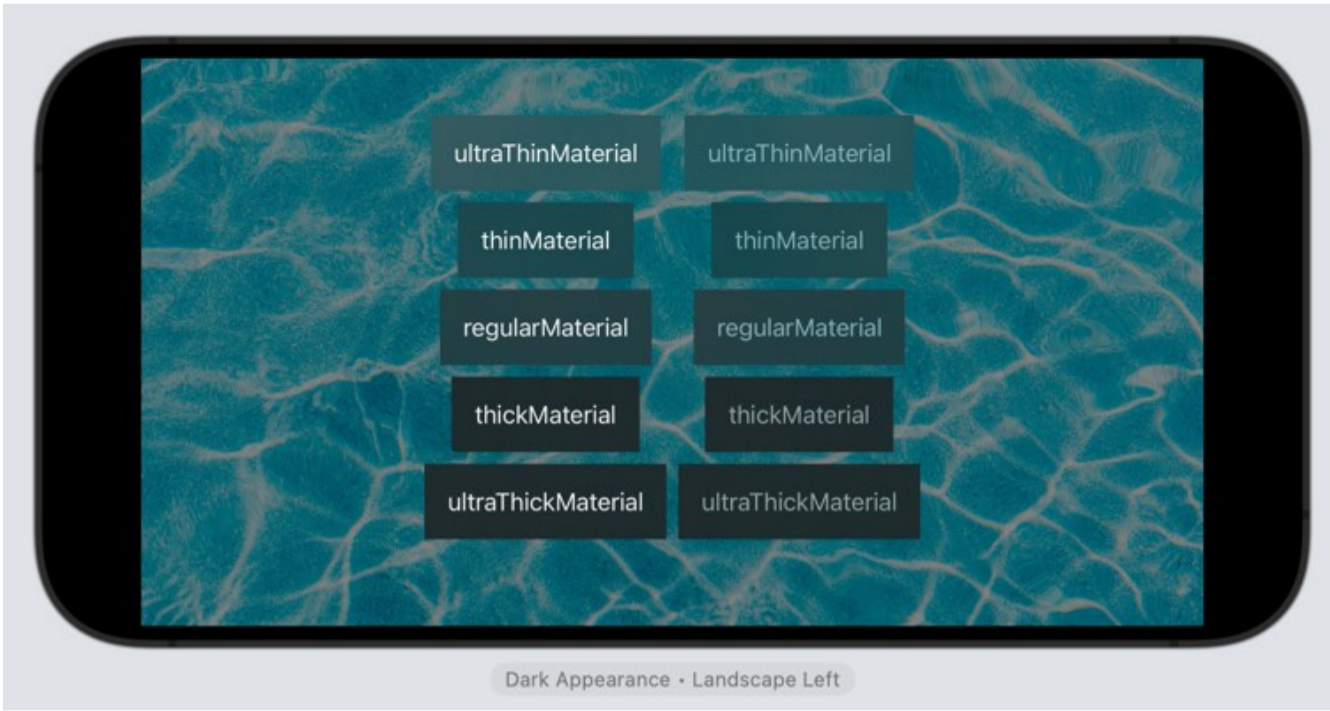 ultraThinMaterial ultraThinMaterial
thinMaterial thinMaterial
regularMaterial regularMaterial
thickMaterial thickMaterial
ultraThickMaterial ultraThickMaterial
Dark Appearance • Landscape Left